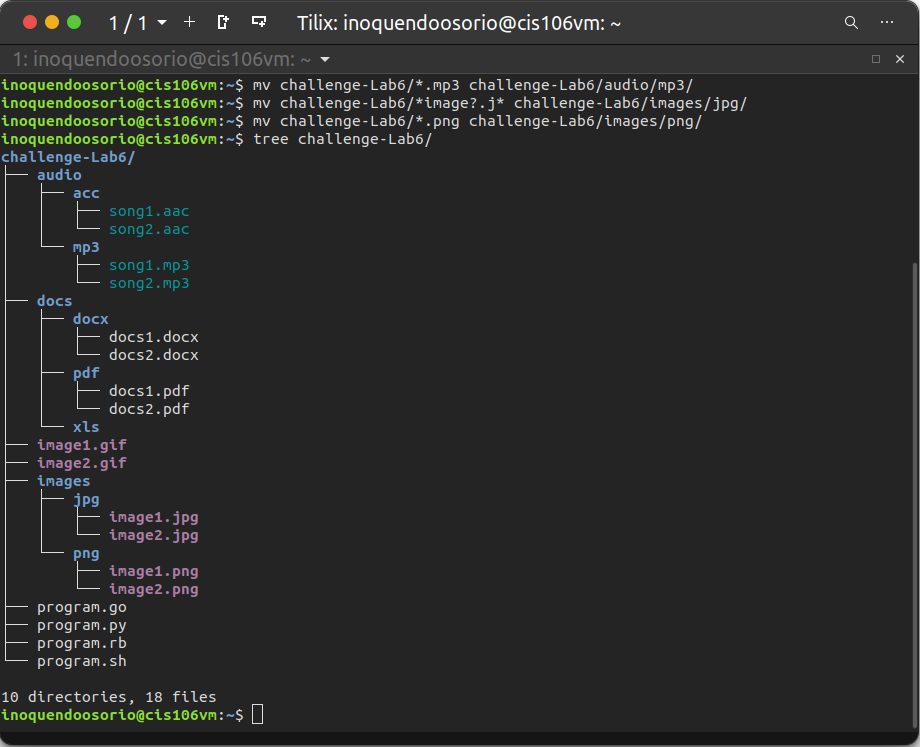 1 / 1 Tilix: inoquendoosorio@cis106vm: ~
1: inoquendoosorio@cis106vm: ~
inoquendoosorio@cis106vm:~$ mv challenge-Lab6/*.mp3 challenge-Lab6/audio/mp3/
inoquendoosorio@cis106vm:~$ mv challenge-Lab6/*image?.j* challenge-Lab6/images/jpg/
inoquendoosorio@cis106vm:~$ mv challenge-Lab6/*.png challenge-Lab6/images/png/
inoquendoosorio@cis106vm:~$ tree challenge-Lab6/
challenge-Lab6/
├── audio
│   ├── acc
│   │   ├── song1.aac
│   │   └── song2.aac
│   └── mp3
│       ├── song1.mp3
│       └── song2.mp3
├── docs
│   ├── docx
│   │   ├── docs1.docx
│   │   └── docs2.docx
│   ├── pdf
│   │   ├── docs1.pdf
│   │   └── docs2.pdf
│   └── xls
├── image1.gif
├── image2.gif
├── images
│   ├── jpg
│   │   ├── image1.jpg
│   │   └── image2.jpg
│   └── png
│       ├── image1.png
│       └── image2.png
├── program.go
├── program.py
├── program.rb
└── program.sh
10 directories, 18 files
inoquendoosorio@cis106vm:~$